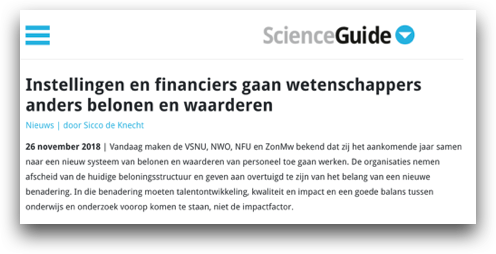 ScienceGuide
Instellingen en financiers gaan wetenschappers
anders belonen en waarderen
Nieuws | door Sicco de Knecht
26 november 2018 | Vandaag maken de VSNU, NWO, NFU en ZonMw bekend dat zij het aankomende jaar samen
naar een nieuw systeem van belonen en waarderen van personeel toe gaan werken. De organisaties nemen
afscheid van de huidige beloningsstructuur en geven aan overtuigd te zijn van het belang van een nieuwe
benadering. In die benadering moeten talentontwikkeling, kwaliteit en impact en een goede balans tussen
onderwijs en onderzoek voorop komen te staan, niet de impactfactor.